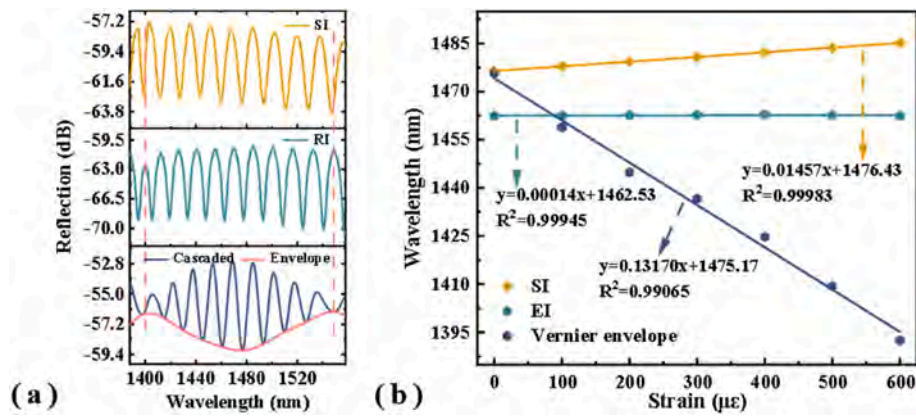 SI
−57.2
−59.4
−61.6
−63.8
RI
−59.5
−63.0
−66.5
−70.0
Cascaded Envelope
−52.8
−55.0
−57.2
−59.4
Reflection (dB)
1400 1440 1480 1520
Wavelength (nm)
(a)
1485
1470
1455
1440
1425
1410
1395
Wavelength (nm)
y=0.01457x+1476.43
R²=0.99983
y=0.00014x+1462.53
R²=0.99945
y=0.13170x+1475.17
R²=0.99065
SI
EI
Vernier envelope
0 100 200 300 400 500 600
Strain (με)
(b)